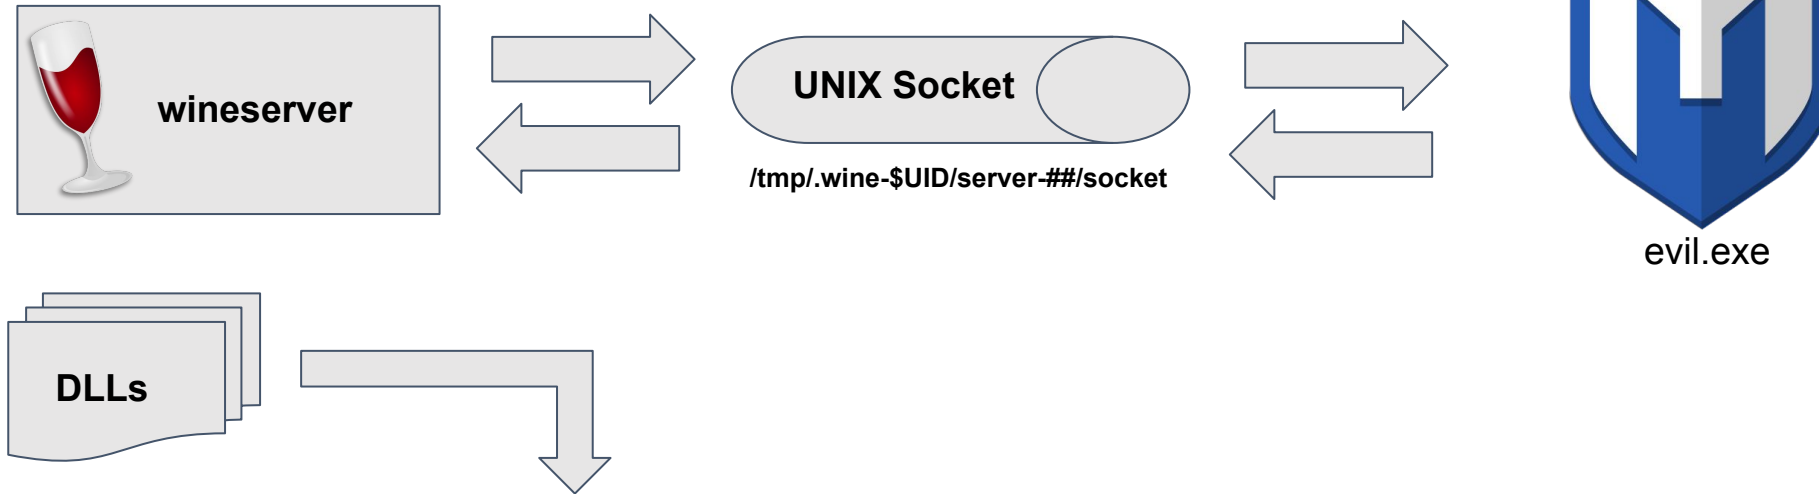 wineserver
UNIX Socket
/tmp/.wine-$UID/server-##/socket
evil.exe
DLLs